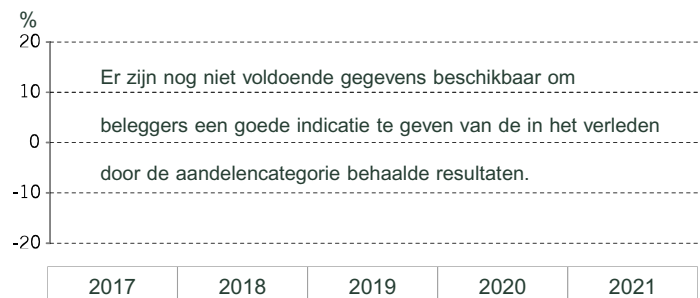 %
20
Er zijn nog niet voldoende gegevens beschikbaar om
10
beleggers een goede indicatie te geven van de in het verleden
0
door de aandelencategorie behaalde resultaten.
-10
-20
2017 2018 2019 2020 2021